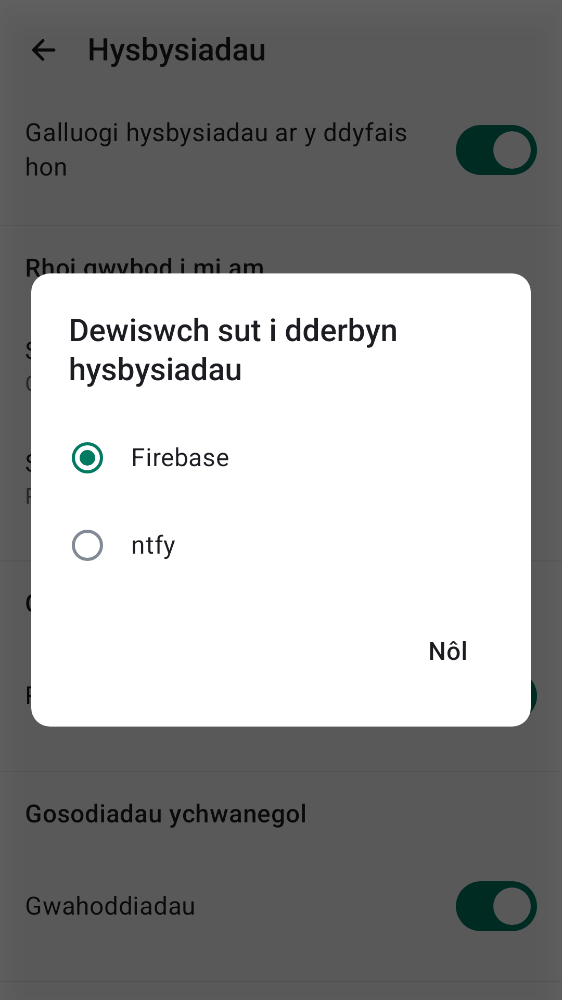 Hysbysiadau
Galluogi hysbysiadau ar y ddyfais
hon
Rhoi gwybod i mi am
Dewiswch sut i dderbyn
hysbysiadau
Firebase
ntfy
Nôl
Gosodiadau ychwanegol
Gwahoddiadau